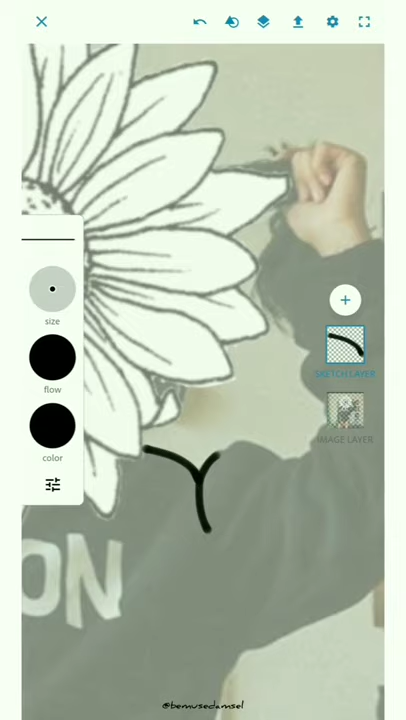 size
flow
color
SKETCH LAYER
IMAGE LAYER
ON
@bemusedamsel